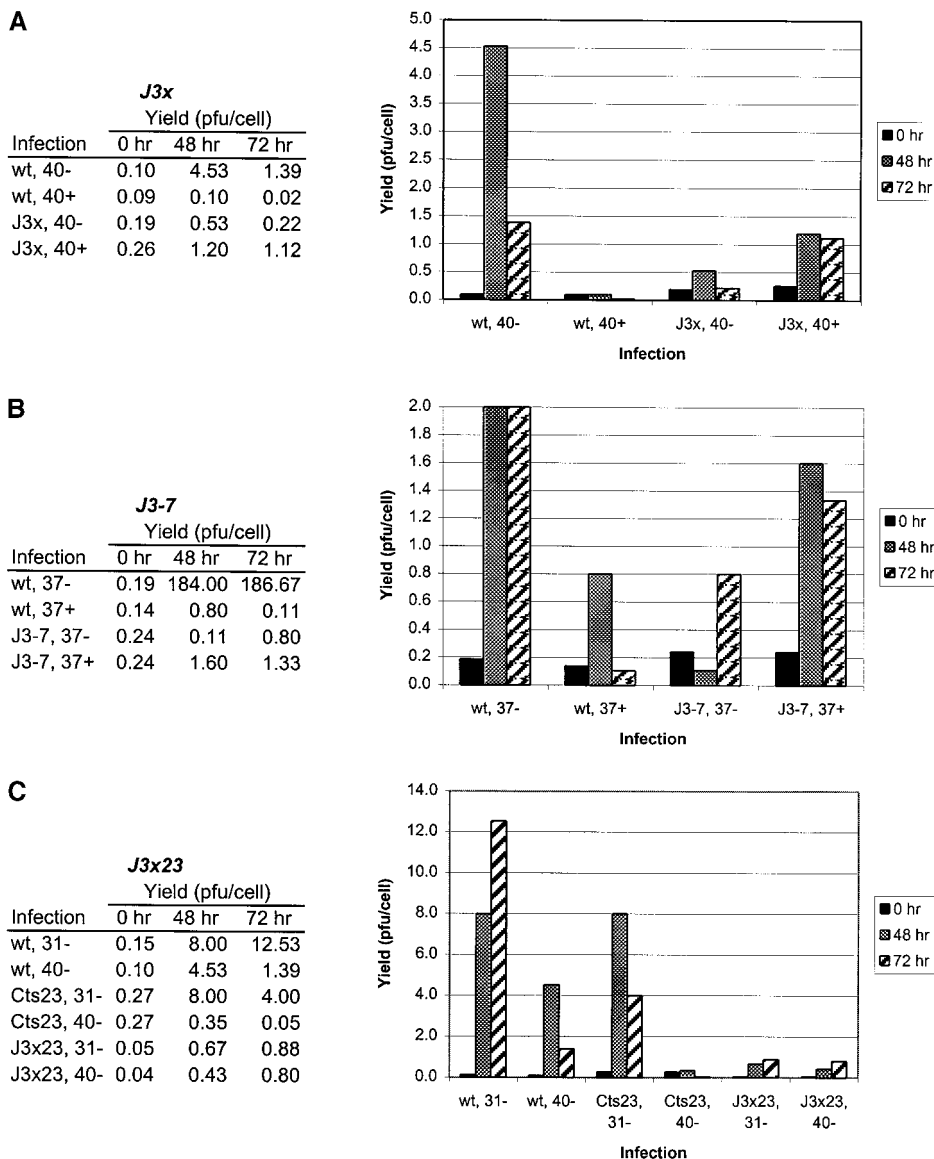 A
J3x
Yield (pfu/cell)
Infection 0 hr 48 hr 72 hr
wt, 40- 0.10 4.53 1.39
wt, 40+ 0.09 0.10 0.02
J3x, 40- 0.19 0.53 0.22
J3x, 40+ 0.26 1.20 1.12
Yield (pfu/cell)
5.0
4.5
4.0
3.5
3.0
2.5
2.0
1.5
1.0
0.5
0.0
wt, 40- wt, 40+ J3x, 40- J3x, 40+
Infection
0 hr
48 hr
72 hr
B
J3-7
Yield (pfu/cell)
Infection 0 hr 48 hr 72 hr
wt, 37- 0.19 184.00 186.67
wt, 37+ 0.14 0.80 0.11
J3-7, 37- 0.24 0.11 0.80
J3-7, 37+ 0.24 1.60 1.33
Yield (pfu/cell)
2.0
1.8
1.6
1.4
1.2
1.0
0.8
0.6
0.4
0.2
0.0
wt, 37- wt, 37+ J3-7, 37- J3-7, 37+
Infection
0 hr
48 hr
72 hr
C
J3x23
Yield (pfu/cell)
Infection 0 hr 48 hr 72 hr
wt, 31- 0.15 8.00 12.53
wt, 40- 0.10 4.53 1.39
Cts23, 31- 0.27 8.00 4.00
Cts23, 40- 0.27 0.35 0.05
J3x23, 31- 0.05 0.67 0.88
J3x23, 40- 0.04 0.43 0.80
Yield (pfu/cell)
14.0
12.0
10.0
8.0
6.0
4.0
2.0
0.0
wt, 31- wt, 40- Cts23, Cts23, J3x23, J3x23,
31- 40- 31- 40-
Infection
0 hr
48 hr
72 hr